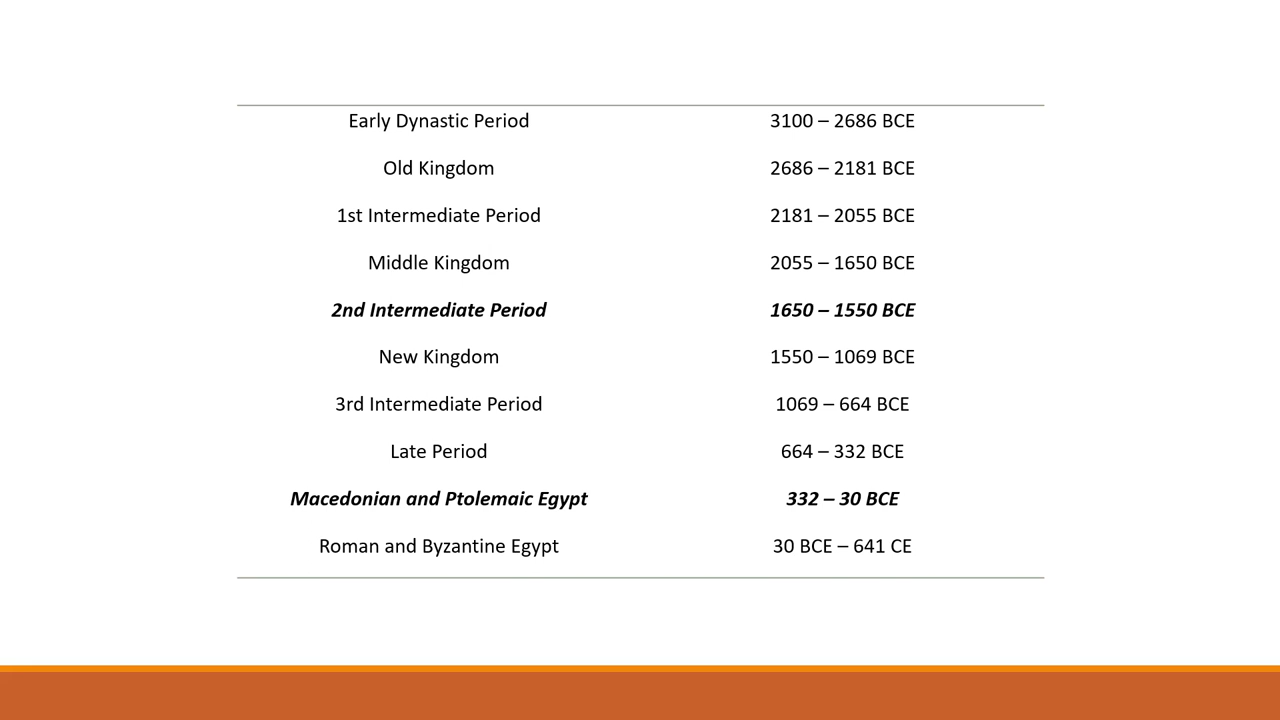 Early Dynastic Period 3100 – 2686 BCE
Old Kingdom 2686 – 2181 BCE
1st Intermediate Period 2181 – 2055 BCE
Middle Kingdom 2055 – 1650 BCE
2nd Intermediate Period 1650 – 1550 BCE
New Kingdom 1550 – 1069 BCE
3rd Intermediate Period 1069 – 664 BCE
Late Period 664 – 332 BCE
Macedonian and Ptolemaic Egypt 332 – 30 BCE
Roman and Byzantine Egypt 30 BCE – 641 CE